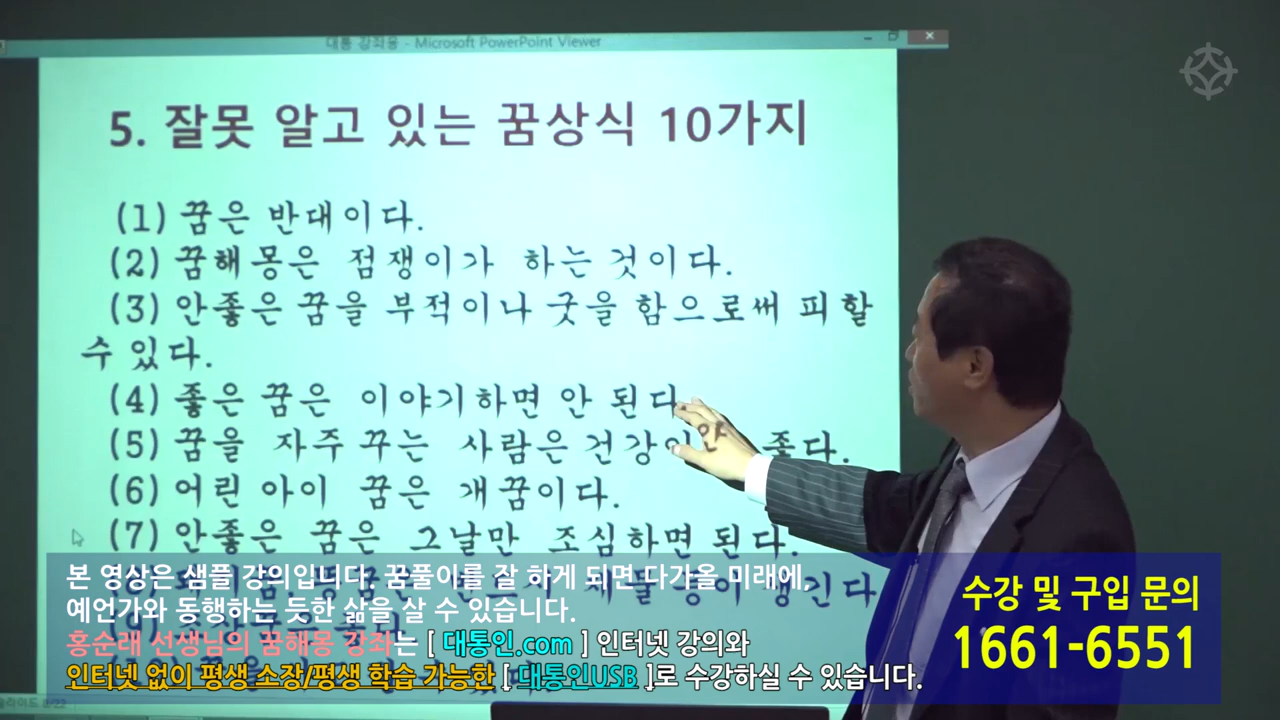 대통 강좌용 - Microsoft PowerPoint Viewer
5. 잘못 알고 있는 꿈상식 10가지
(1) 꿈은 반대이다.
(2) 꿈해몽은 점쟁이가 하는 것이다.
(3) 안좋은 꿈을 부적이나 굿을 함으로써 피할
수 있다.
(4) 좋은 꿈은 이야기하면 안 된다.
(5) 꿈을 자주 꾸는 사람은 건강이 안 좋다.
(6) 어린 아이 꿈은 개꿈이다.
(7) 안좋은 꿈은 그날만 조심하면 된다.
재물 생긴다
본 영상은 샘플 강의입니다. 꿈풀이를 잘 하게 되면 다가올 미래에,
예언가와 동행하는 듯한 삶을 살 수 있습니다.
홍순래 선생님의 꿈해몽 강좌는 [ 대통인.com ] 인터넷 강의와
인터넷 없이 평생 소장/평생 학습 가능한 [ 대통인USB ]로 수강하실 수 있습니다.
수강 및 구입 문의
1661-6551